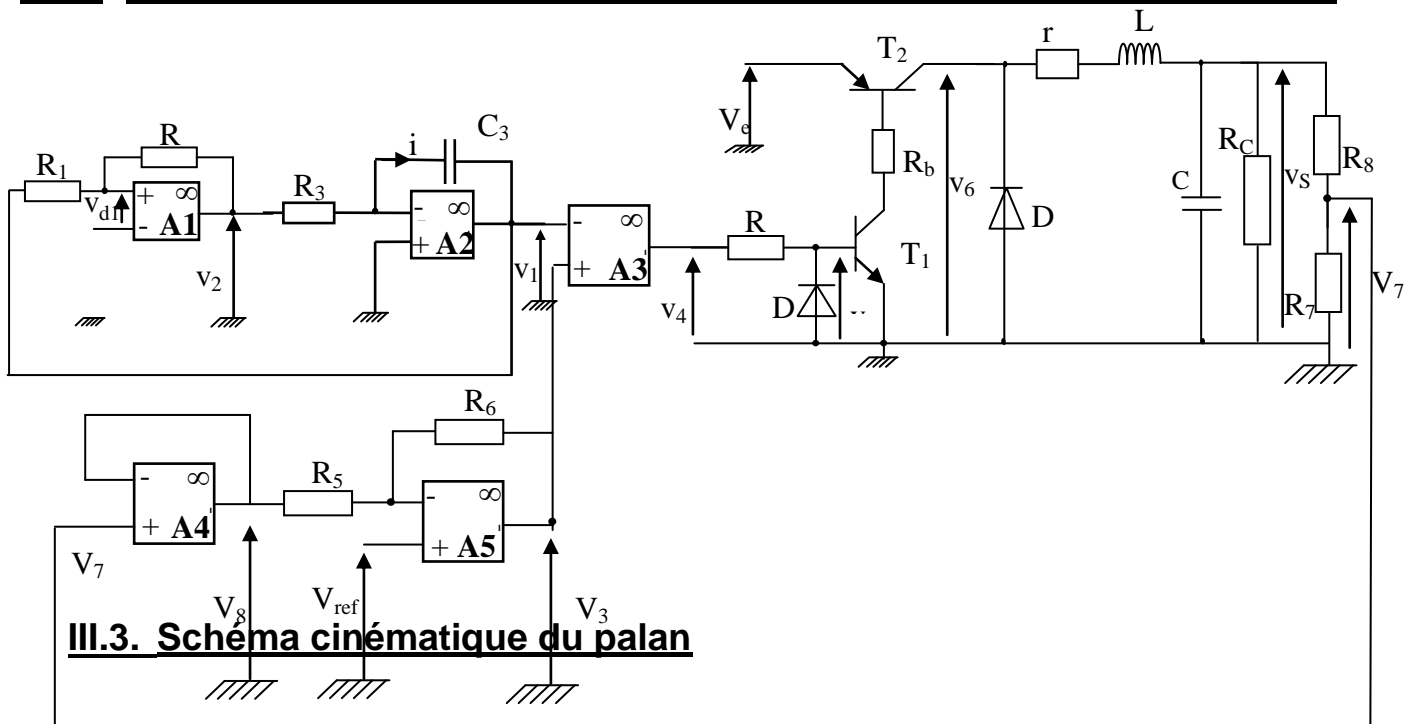 L
r
T2
Ve
R
i
C3
R1
R3
Rb
v6
RC
vS
R8
C
D
vd1
+
-
∞
A1
-
∞
+
A2
-
∞
+
A3
R
T1
v2
v1
v4
D
R7
V7
R6
R5
-
∞
+
A4
-
∞
+
A5
V7
V8
Vref
V3
III.3. Schéma cinématique du palan